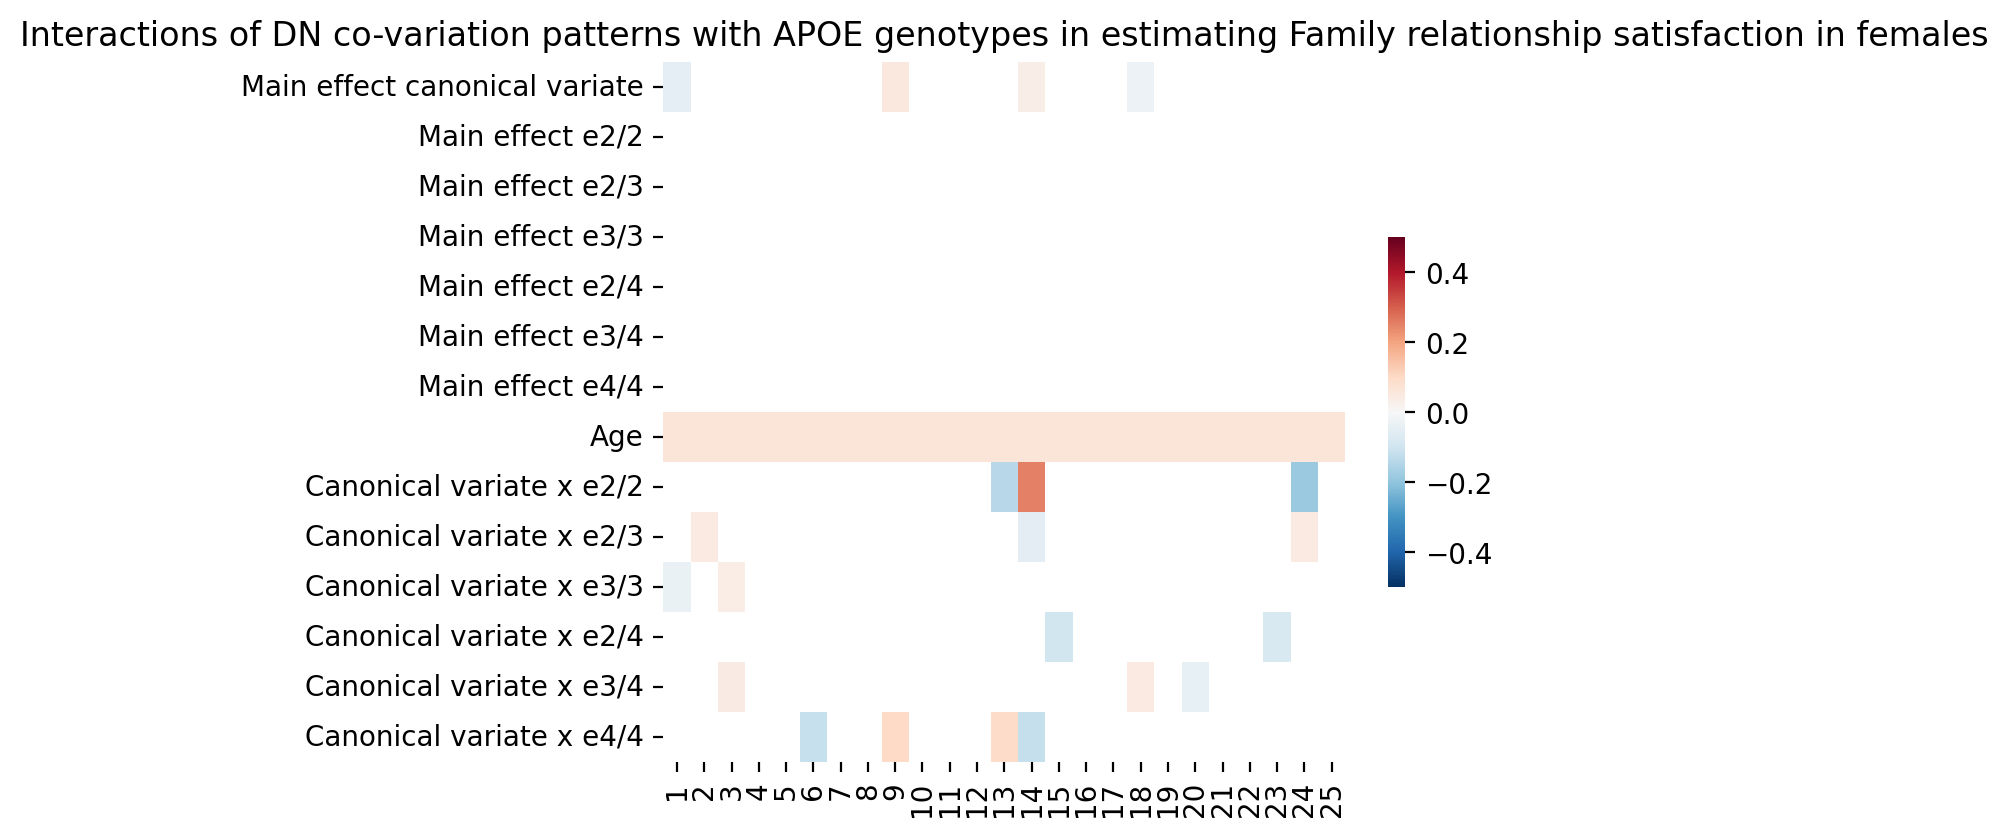 Interactions of DN co-variation patterns with APOE genotypes in estimating Family relationship satisfaction in females
Main effect canonical variate
Main effect e2/2
Main effect e2/3
Main effect e3/3
Main effect e2/4
Main effect e3/4
Main effect e4/4
Age
Canonical variate x e2/2
Canonical variate x e2/3
Canonical variate x e3/3
Canonical variate x e2/4
Canonical variate x e3/4
Canonical variate x e4/4
1 2 3 4 5 6 7 8 9 10 11 12 13 14 15 16 17 18 19 20 21 22 23 24 25
0.4
0.2
0.0
−0.2
−0.4